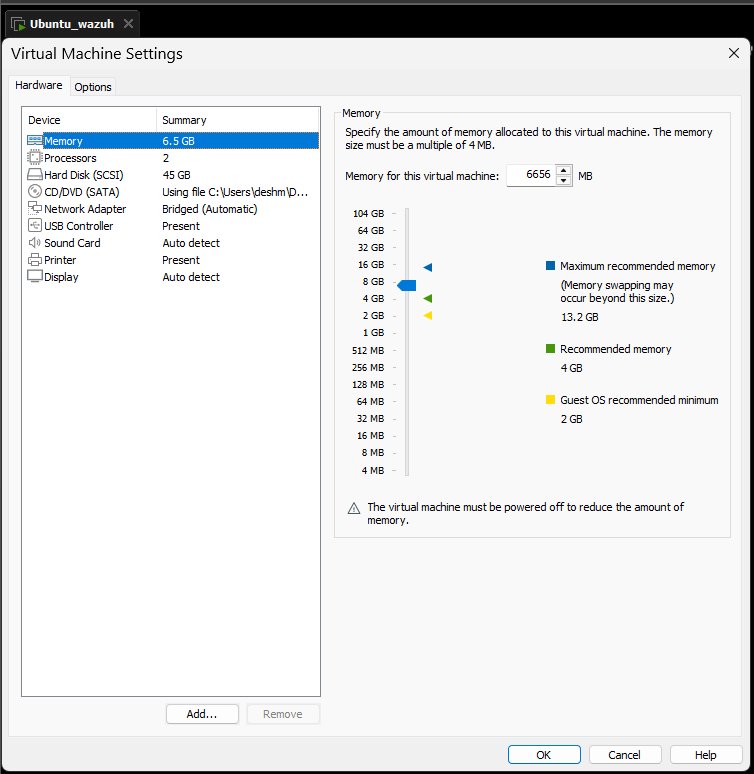 Ubuntu_wazuh
Virtual Machine Settings
Hardware
Options
Device Summary
Memory 6.5 GB
Processors 2
Hard Disk (SCSI) 45 GB
CD/DVD (SATA) Using file C:\Users\deshm\D...
Network Adapter Bridged (Automatic)
USB Controller Present
Sound Card Auto detect
Printer Present
Display Auto detect
Add...
Remove
Memory
Specify the amount of memory allocated to this virtual machine. The memory
size must be a multiple of 4 MB.
Memory for this virtual machine: 6656 MB
104 GB
64 GB
32 GB
16 GB
8 GB
4 GB
2 GB
1 GB
512 MB
256 MB
128 MB
64 MB
32 MB
16 MB
8 MB
4 MB
Maximum recommended memory
(Memory swapping may
occur beyond this size.)
13.2 GB
Recommended memory
4 GB
Guest OS recommended minimum
2 GB
The virtual machine must be powered off to reduce the amount of
memory.
OK
Cancel
Help